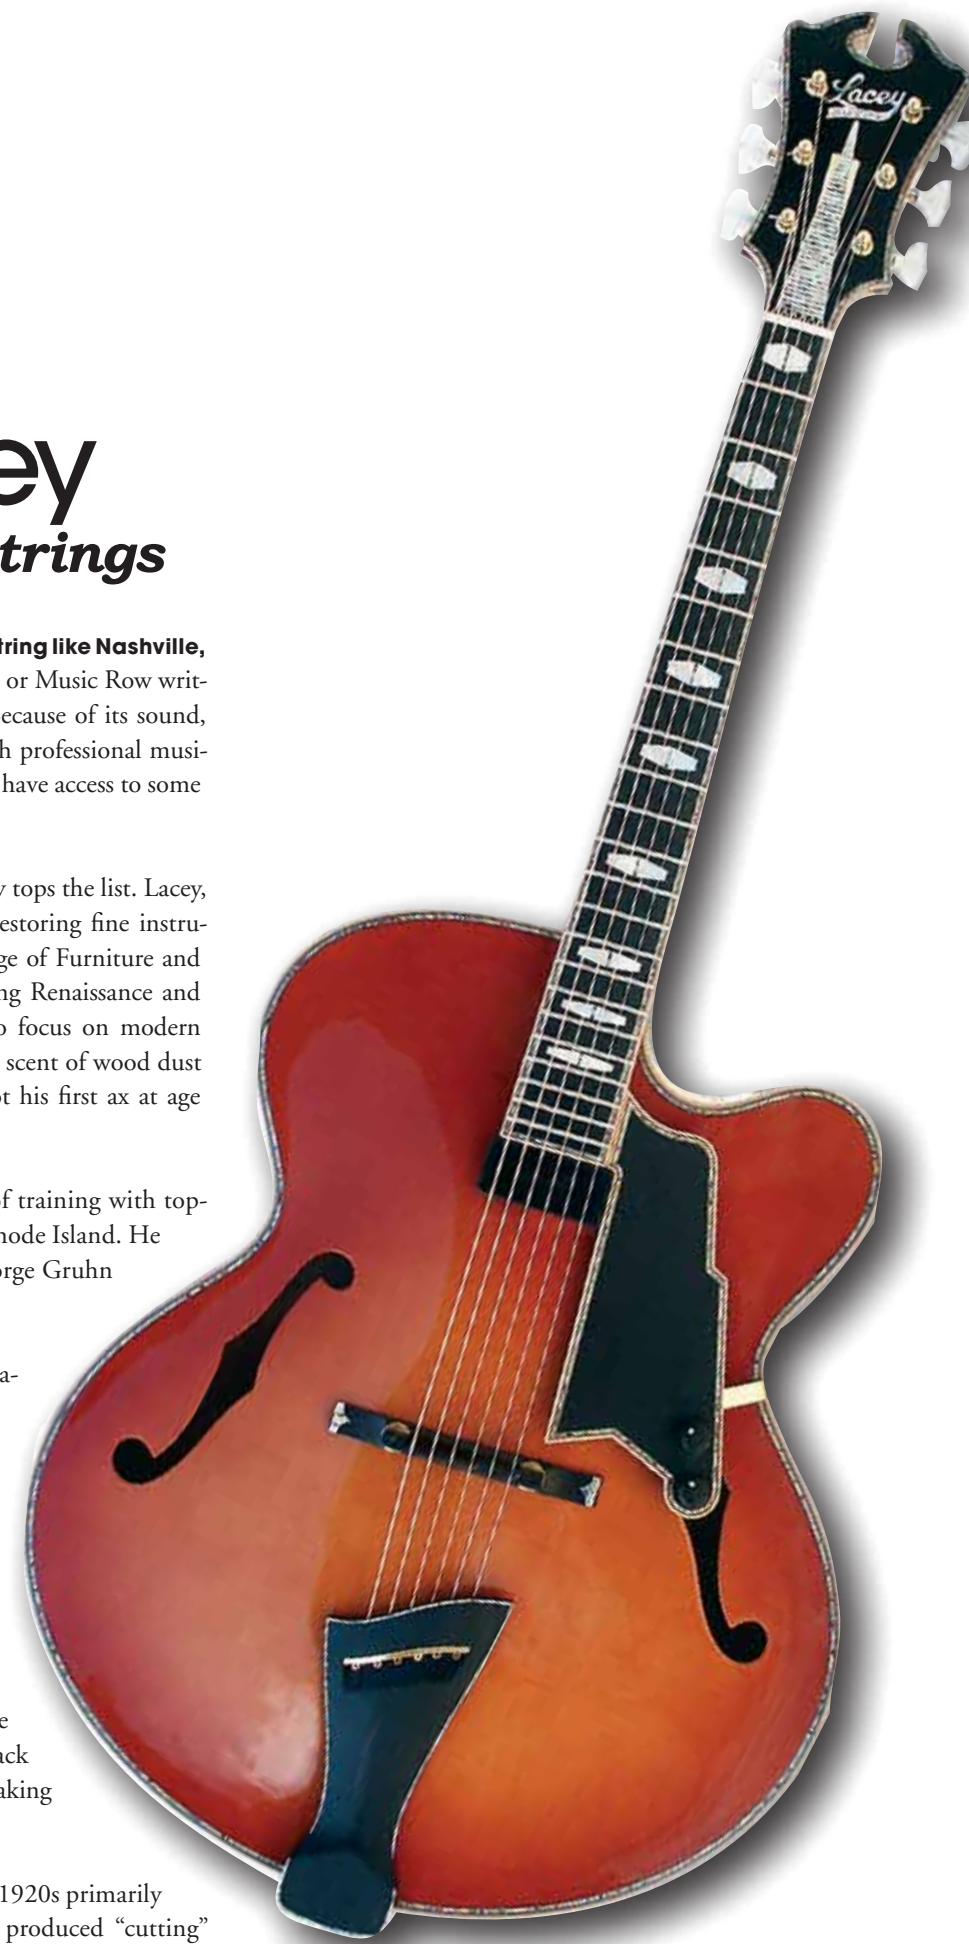 ey
trings
tring like Nashville,
or Music Row writ-
ecause of its sound,
h professional musi-
have access to some
y tops the list. Lacey,
estoring fine instru-
ge of Furniture and
ng Renaissance and
o focus on modern
scent of wood dust
ot his first ax at age
of training with top-
hode Island. He
orge Gruhn
a-
e
ack
aking
1920s primarily
produced “cutting”
Lacey